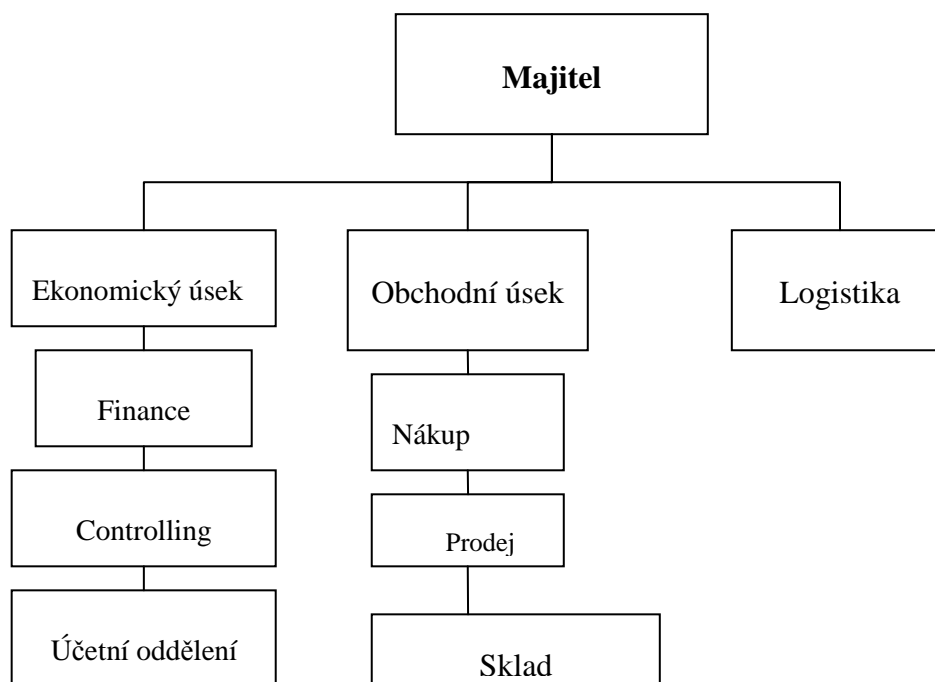 Majitel
Ekonomický úsek
Obchodní úsek
Logistika
Finance
Nákup
Controlling
Prodej
Účetní oddělení
Sklad